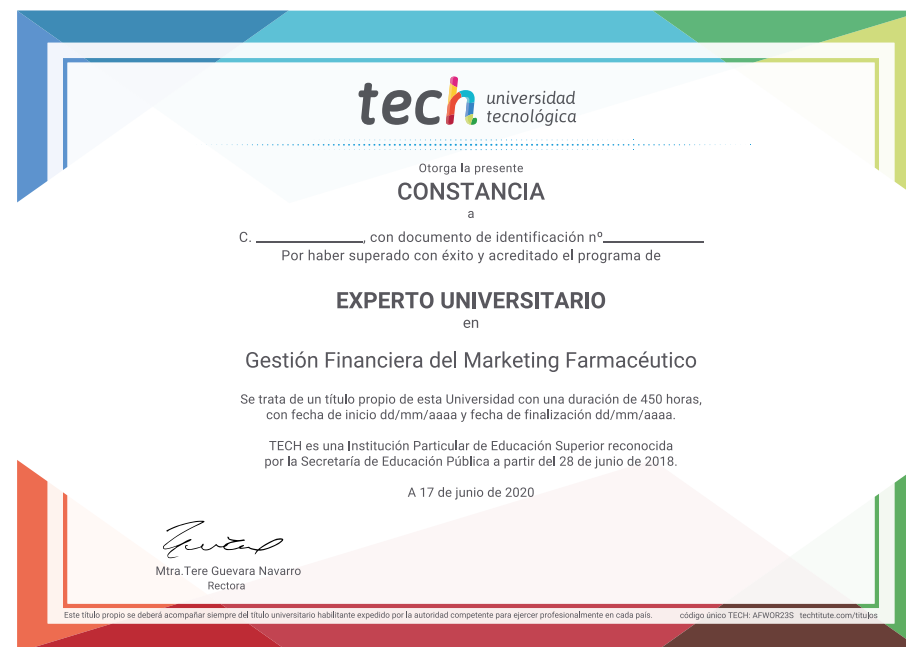 tech universidad
tecnológica
Otorga la presente
CONSTANCIA
a
C. ____________, con documento de identificación nº____________
Por haber superado con éxito y acreditado el programa de
EXPERTO UNIVERSITARIO
en
Gestión Financiera del Marketing Farmacéutico
Se trata de un título propio de esta Universidad con una duración de 450 horas,
con fecha de inicio dd/mm/aaaa y fecha de finalización dd/mm/aaaa.
TECH es una Institución Particular de Educación Superior reconocida
por la Secretaría de Educación Pública a partir del 28 de junio de 2018.
A 17 de junio de 2020
Mtra.Tere Guevara Navarro
Rectora
Este título propio se deberá acompañar siempre del título universitario habilitante expedido por la autoridad competente para ejercer profesionalmente en cada país. código único TECH: AFWOR23S techtitute.com/titulos